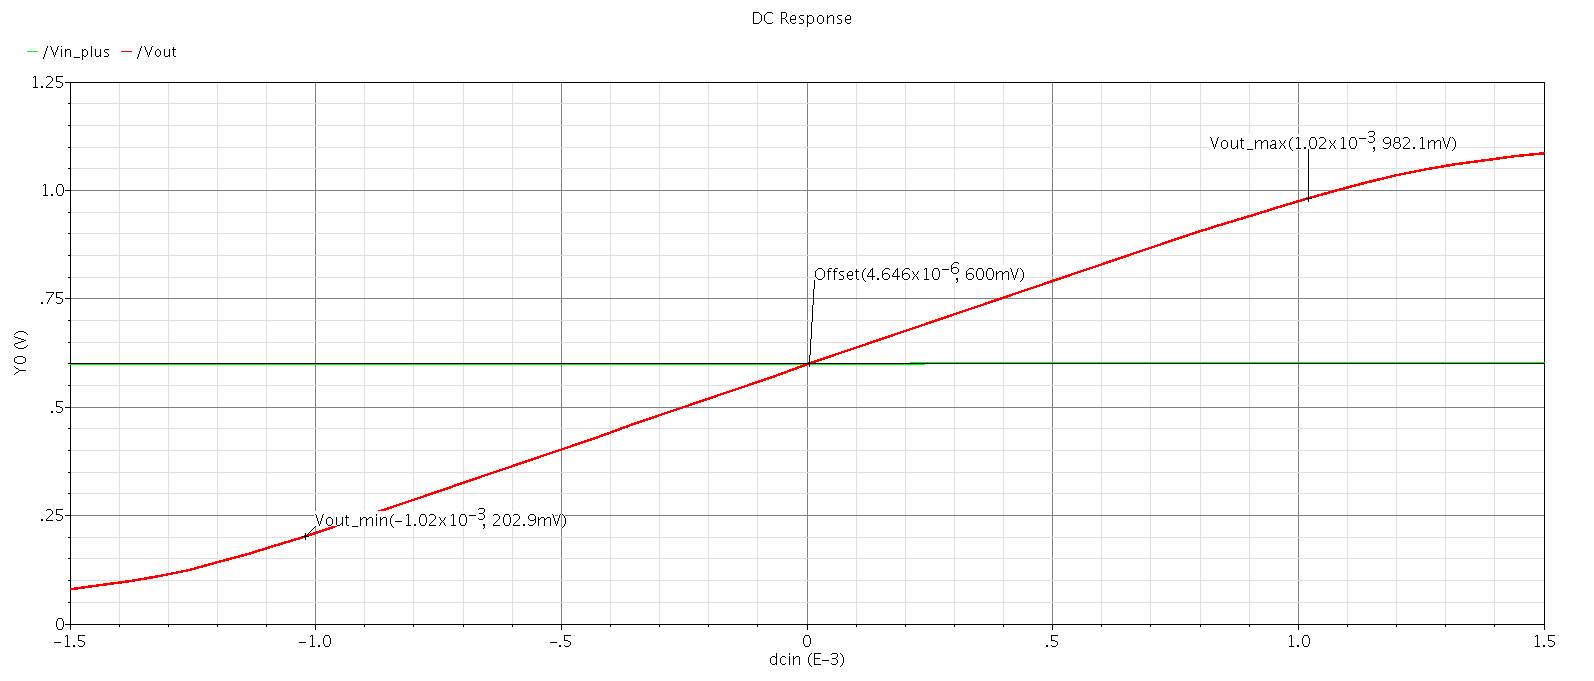 DC Response
— /Vin_plus — /Vout
1.25
1.0
.75
.5
.25
0
Y0 (V)
Vout_max(1.02x10⁻³, 982.1mV)
Offset(4.646x10⁻⁶, 600mV)
Vout_min(−1.02x10⁻³, 202.9mV)
−1.5 −1.0 −.5 0 .5 1.0 1.5
dcin (E−3)